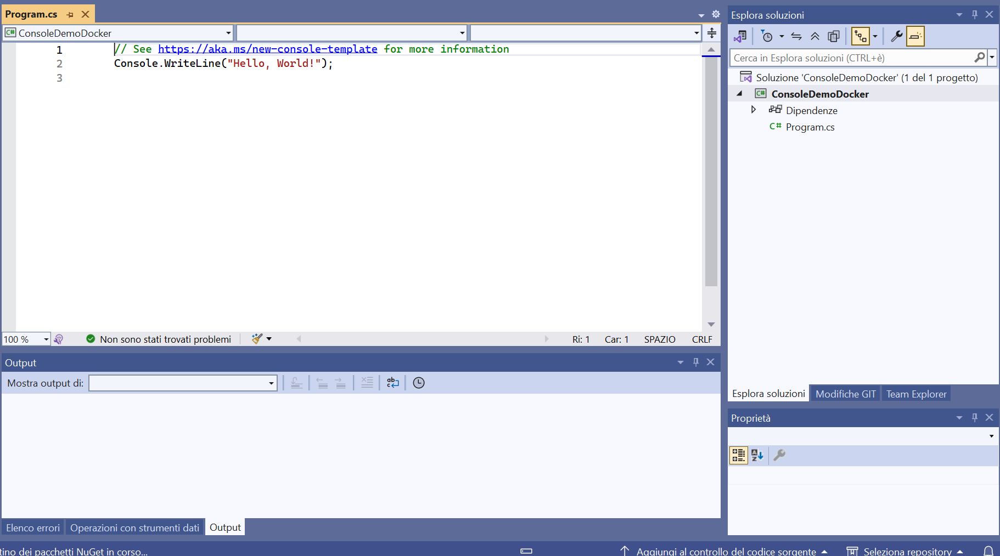 Program.cs
C# ConsoleDemoDocker
1 // See https://aka.ms/new-console-template for more information
2 Console.WriteLine("Hello, World!");
3
100 %
Non sono stati trovati problemi
Ri: 1 Car: 1 SPAZIO CRLF
Output
Mostra output di:
Elenco errori Operazioni con strumenti dati Output
Esplora soluzioni
Cerca in Esplora soluzioni (CTRL+è)
Soluzione 'ConsoleDemoDocker' (1 del 1 progetto)
C# ConsoleDemoDocker
Dipendenze
C# Program.cs
Esplora soluzioni Modifiche GIT Team Explorer
Proprietà
tino dei pacchetti NuGet in corso... Aggiungi al controllo del codice sorgente Seleziona repository